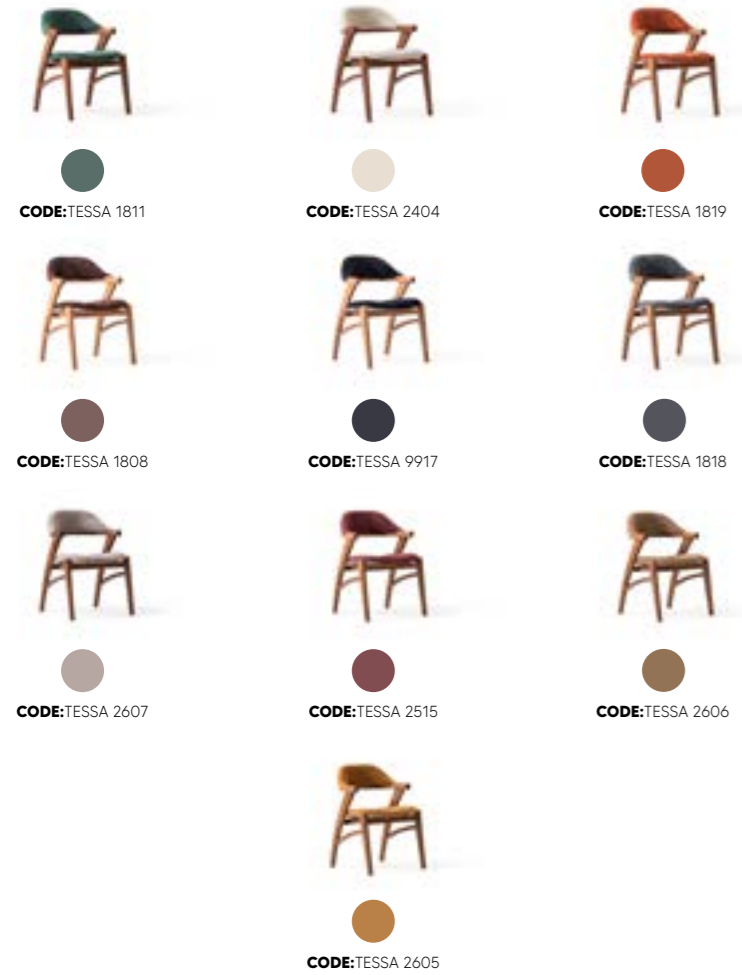 CODE:TESSA 1811
CODE:TESSA 2404
CODE:TESSA 1819
CODE:TESSA 1808
CODE:TESSA 9917
CODE:TESSA 1818
CODE:TESSA 2607
CODE:TESSA 2515
CODE:TESSA 2606
CODE:TESSA 2605